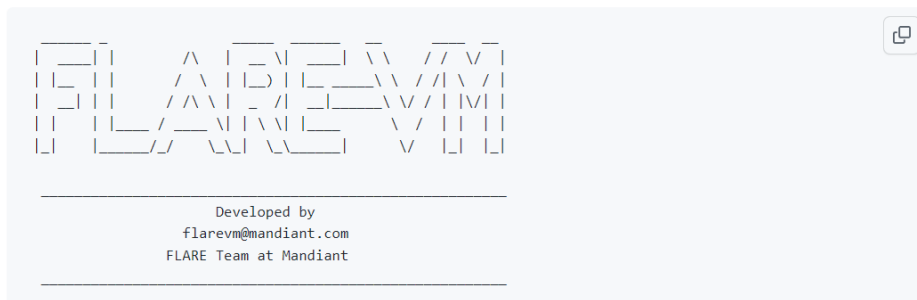 FLARE-VM
Developed by
flarevm@mandiant.com
FLARE Team at Mandiant